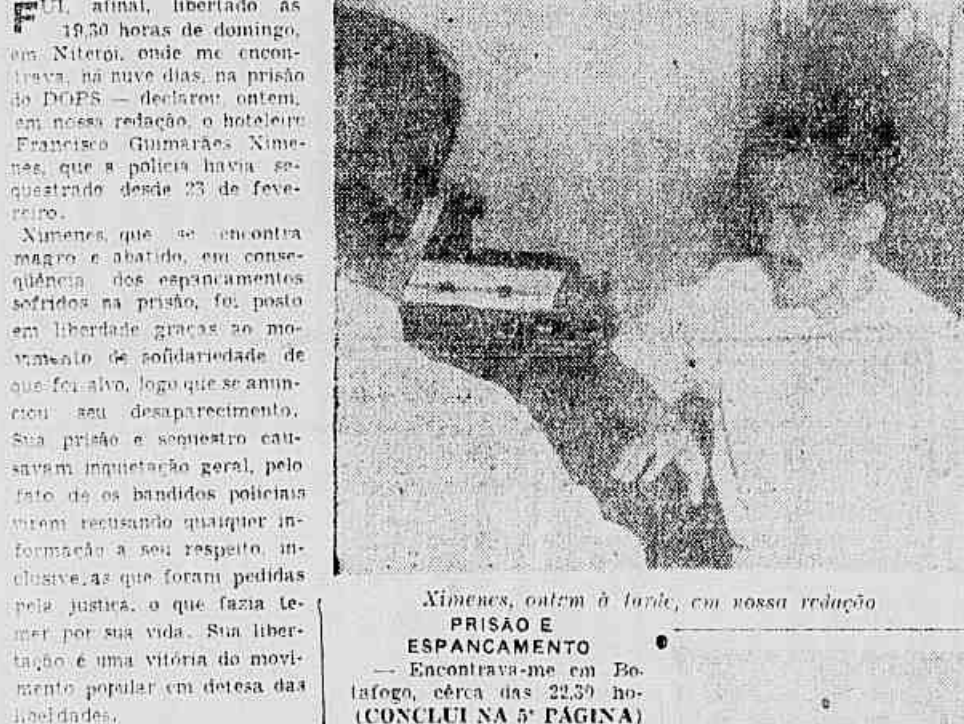 FUI, afinal, libertado às
19,30 horas de domingo,
em Niteroi, onde me encon-
trava, há nove dias, na prisão
do DOPS — declarou, ontem,
em nossa redação, o hoteleiro
Francisco Guimarães Xime-
nes, que a polícia havia se-
questrado desde 23 de feve-
reiro.
Ximenes, que se encontra
magro e abatido, em conse-
qüência dos espancamentos
sofridos na prisão, foi posto
em liberdade graças ao mo-
vimento de solidariedade de
que foi alvo, logo que se anun-
ciou seu desaparecimento.
Sua prisão e sequestro cau-
savam inquietação geral, pelo
fato de os bandidos policiais
virem recusando qualquer in-
formação a seu respeito, in-
clusive, as que foram pedidas
pela justiça, o que fazia te-
mer por sua vida. Sua liber-
tação é uma vitória do movi-
mento popular em defesa das
liberdades.
Ximenes, ontem à tarde, em nossa redação
PRISÃO E
ESPANCAMENTO
— Encontrava-me em Bo-
tafogo, cêrca das 22,30 ho-
(CONCLUI NA 5ª PÁGINA)